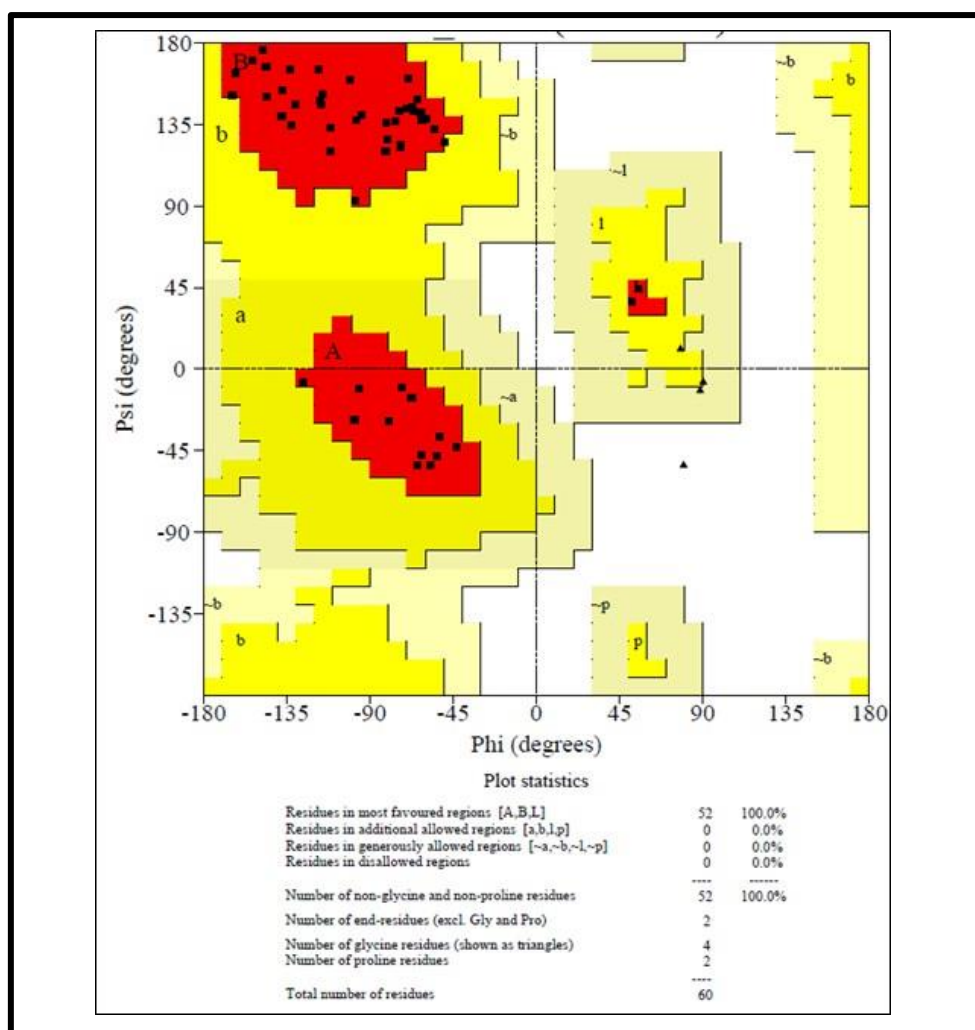 180
B
~b
b
b
135
~b
~l
90
l
45
a
A
0
~a
-45
-90
-135
~b
~p
b
p
~b
-180 -135 -90 -45 0 45 90 135 180
Psi (degrees)
Phi (degrees)
Plot statistics
Residues in most favoured regions [A,B,L] 52 100.0%
Residues in additional allowed regions [a,b,l,p] 0 0.0%
Residues in generously allowed regions [~a,~b,~l,~p] 0 0.0%
Residues in disallowed regions 0 0.0%
---- ------
Number of non-glycine and non-proline residues 52 100.0%
Number of end-residues (excl. Gly and Pro) 2
Number of glycine residues (shown as triangles) 4
Number of proline residues 2
----
Total number of residues 60